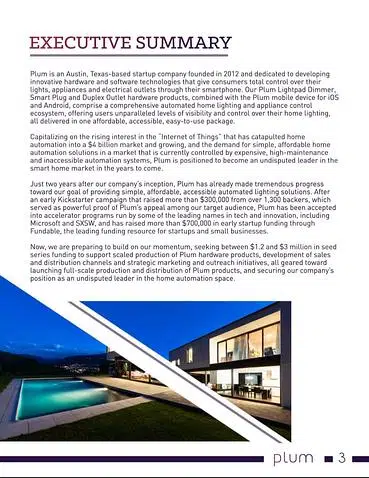 EXECUTIVE SUMMARY
Plum is an Austin, Texas-based startup company founded in 2012 and dedicated to developing
innovative hardware and software technologies that give consumers total control over their
lights, appliances and electrical outlets through their smartphone. Our Plum Lightpad Dimmer,
Smart Plug and Duplex Outlet hardware products, combined with the Plum mobile device for iOS
and Android, comprise a comprehensive automated home lighting and appliance control
ecosystem, offering users unparalleled levels of visibility and control over their home lighting,
all delivered in one affordable, accessible, easy-to-use package.
Capitalizing on the rising interest in the "Internet of Things" that has catapulted home
automation into a $4 billion market and growing, and the demand for simple, affordable home
automation solutions in a market that is currently controlled by expensive, high-maintenance
and inaccessible automation systems, Plum is positioned to become an undisputed leader in the
smart home market in the years to come.
Just two years after our company's inception, Plum has already made tremendous progress
toward our goal of providing simple, affordable, accessible automated lighting solutions. After
an early Kickstarter campaign that raised more than $300,000 from over 1,300 backers, which
served as powerful proof of Plum's appeal among our target audience, Plum has been accepted
into accelerator programs run by some of the leading names in tech and innovation, including
Microsoft and SXSW, and has raised more than $700,000 in early startup funding through
Fundable, the leading funding resource for startups and small businesses.
Now, we are preparing to build on our momentum, seeking between $1.2 and $3 million in seed
series funding to support scaled production of Plum hardware products, development of sales
and distribution channels and strategic marketing and outreach initiatives, all geared toward
launching full-scale production and distribution of Plum products, and securing our company's
position as an undisputed leader in the home automation space.
plum 3